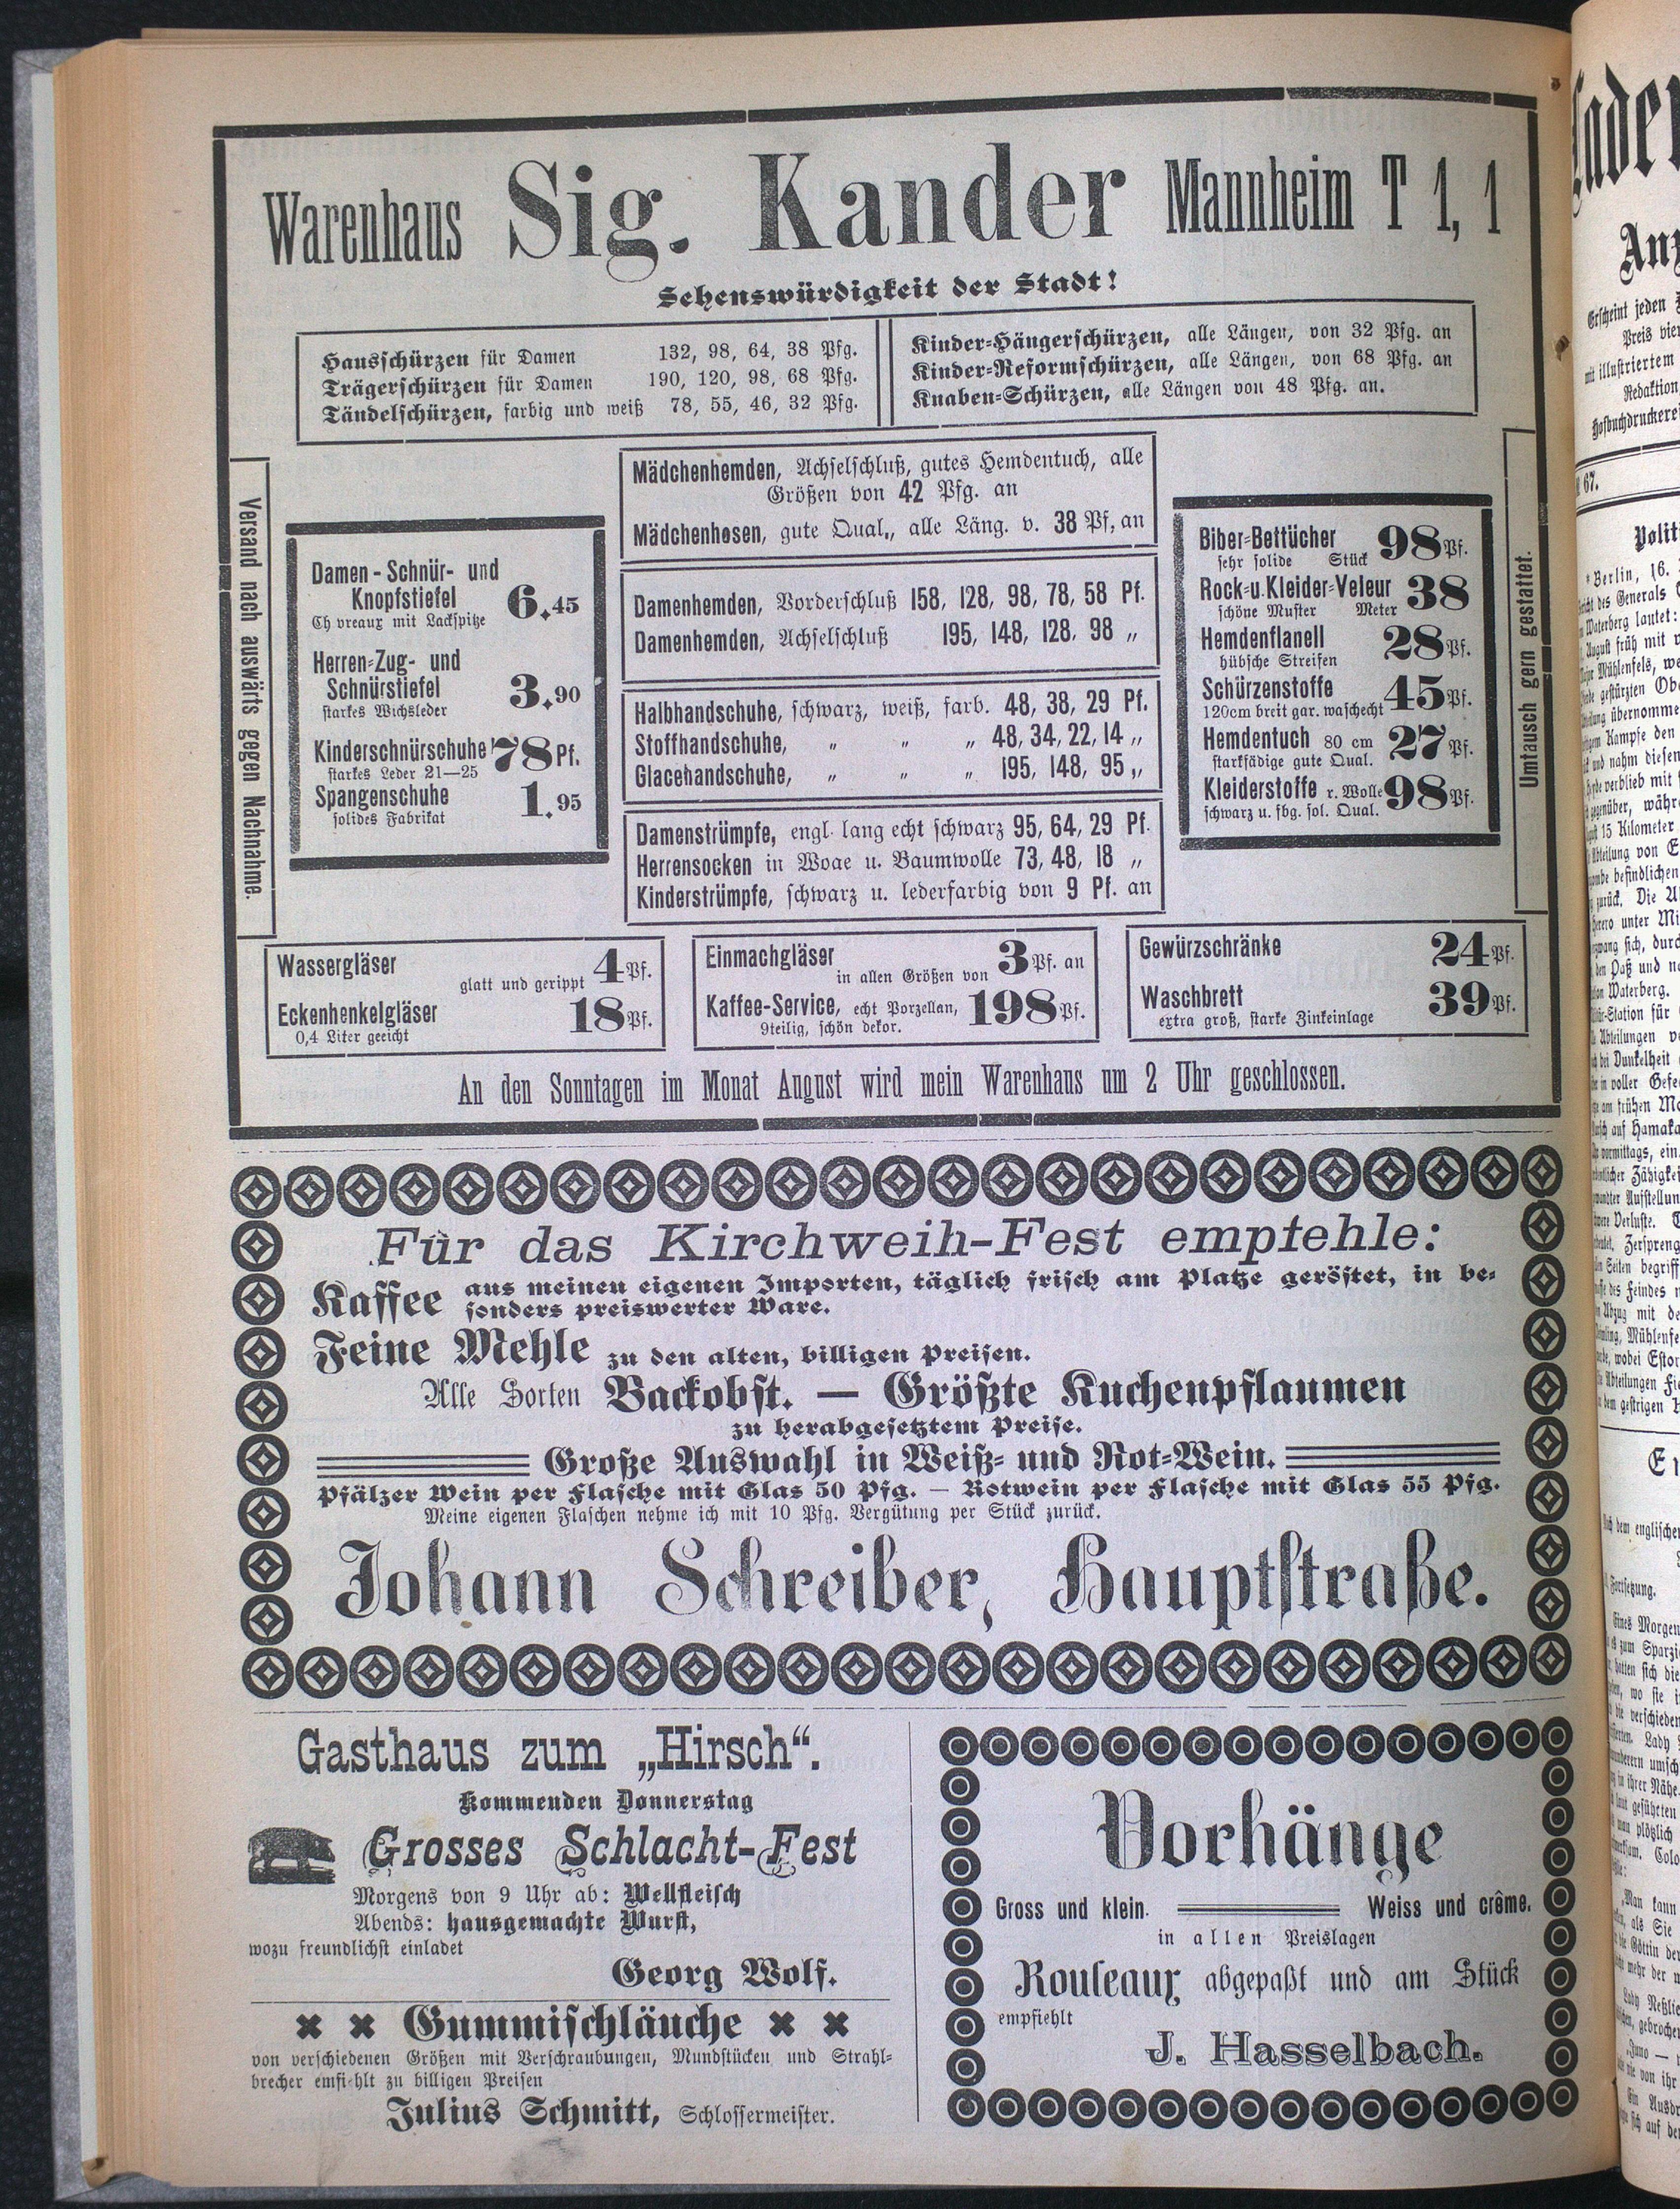 Warenhaus Sig. Kander Mannheim T 1, 1
Sehenswürdigkeit der Stadt!
Hausschürzen für Damen 132, 98, 64, 38 Pfg.
Trägerschürzen für Damen 190, 120, 98, 68 Pfg.
Tändelschürzen, farbig und weiß 78, 55, 46, 32 Pfg.
Kinder-Hängerschürzen, alle Längen, von 32 Pfg. an
Kinder-Reformschürzen, alle Längen, von 68 Pfg. an
Knaben-Schürzen, alle Längen von 48 Pfg. an.
Versand nach auswärts gegen Nachnahme.
Damen-Schnür- und
Knopfstiefel 6.45
Ch vreaux mit Lackspitze
Herren-Zug- und
Schnürstiefel 3.90
starkes Wichsleder
Kinderschnürschuhe 78 Pf.
starkes Leder 21—25
Spangenschuhe 1.95
solides Fabrikat
Mädchenhemden, Achselschluß, gutes Hemdentuch, alle
Größen von 42 Pfg. an
Mädchenhosen, gute Qual., alle Läng. v. 38 Pf, an
Damenhemden, Vorderschluß 158, 128, 98, 78, 58 Pf.
Damenhemden, Achselschluß 195, 148, 128, 98 „
Halbhandschuhe, schwarz, weiß, farb. 48, 38, 29 Pf.
Stoffhandschuhe, „ „ „ 48, 34, 22, 14 „
Glacehandschuhe, „ „ „ 195, 148, 95 „
Damenstrümpfe, engl. lang echt schwarz 95, 64, 29 Pf.
Herrensocken in Woae u. Baumwolle 73, 48, 18 „
Kinderstrümpfe, schwarz u. lederfarbig von 9 Pf. an
Biber-Bettücher 98 Pf.
sehr solide Stück
Rock-u. Kleider-Veleur 38
schöne Muster Meter
Hemdenflanell 28 Pf.
hübsche Streifen
Schürzenstoffe 45 Pf.
120cm breit gar. waschecht
Hemdentuch 80 cm 27 Pf.
starkfädige gute Qual.
Kleiderstoffe r. Wolle 98 Pf.
schwarz u. fbg. sol. Qual.
Umtausch gern gestattet.
Wassergläser 4 Pf.
glatt und gerippt
Eckenhenkelgläser 18 Pf.
0,4 Liter geeicht
Einmachgläser 3 Pf. an
in allen Größen von
Kaffee-Service, echt Porzellan, 198 Pf.
9teilig, schön dekor.
Gewürzschränke 24 Pf.
Waschbrett 39 Pf.
extra groß, starke Zinkeinlage
An den Sonntagen im Monat August wird mein Warenhaus um 2 Uhr geschlossen.
Für das Kirchweih-Fest empfehle:
Kaffee aus meinen eigenen Importen, täglich frisch am Platze geröstet, in be-
sonders preiswerter Ware.
Feine Mehle zu den alten, billigen Preisen.
Alle Sorten Backobst. — Größte Kuchenpflaumen
zu herabgesetztem Preise.
Große Auswahl in Weiß- und Rot-Wein.
Pfälzer Wein per Flasche mit Glas 50 Pfg. — Rotwein per Flasche mit Glas 55 Pfg.
Meine eigenen Flaschen nehme ich mit 10 Pfg. Vergütung per Stück zurück.
Johann Schreiber, Hauptstraße.
Gasthaus zum „Hirsch“.
Kommenden Donnerstag
Grosses Schlacht-Fest
Morgens von 9 Uhr ab: Wellfleisch
Abends: hausgemachte Wurst,
wozu freundlichst einladet
Georg Wolf.
Gummischläuche
von verschiedenen Größen mit Verschraubungen, Mundstücken und Strahl-
brecher emfiehlt zu billigen Preisen
Julius Schmitt, Schlossermeister.
Vorhänge
Gross und klein. Weiss und crême.
in allen Preislagen
Rouleaux abgepaßt und am Stück
empfiehlt
J. Hasselbach.
Erscheint jeden
Preis vier
mit illustriertem
Redaktion
Hofbuchdruckere
67.
Polit
* Berlin, 16.